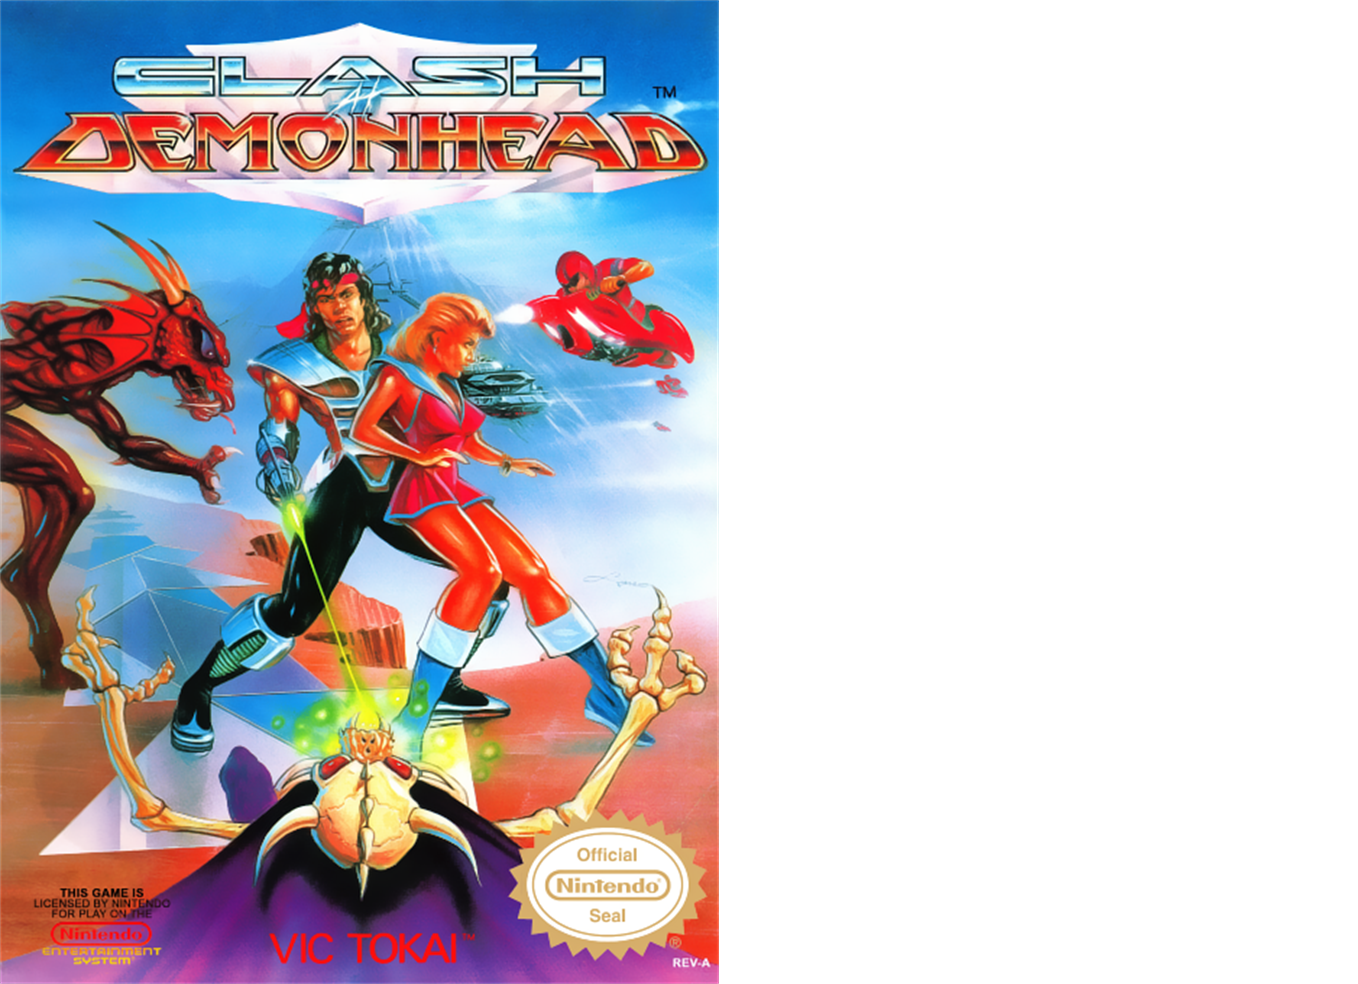 CLASH
At
DEMONHEAD
TM
THIS GAME IS
LICENSED BY NINTENDO
FOR PLAY ON THE
Nintendo
ENTERTAINMENT
SYSTEM
VIC TOKAI™
Official
Nintendo®
Seal
®
REV-A